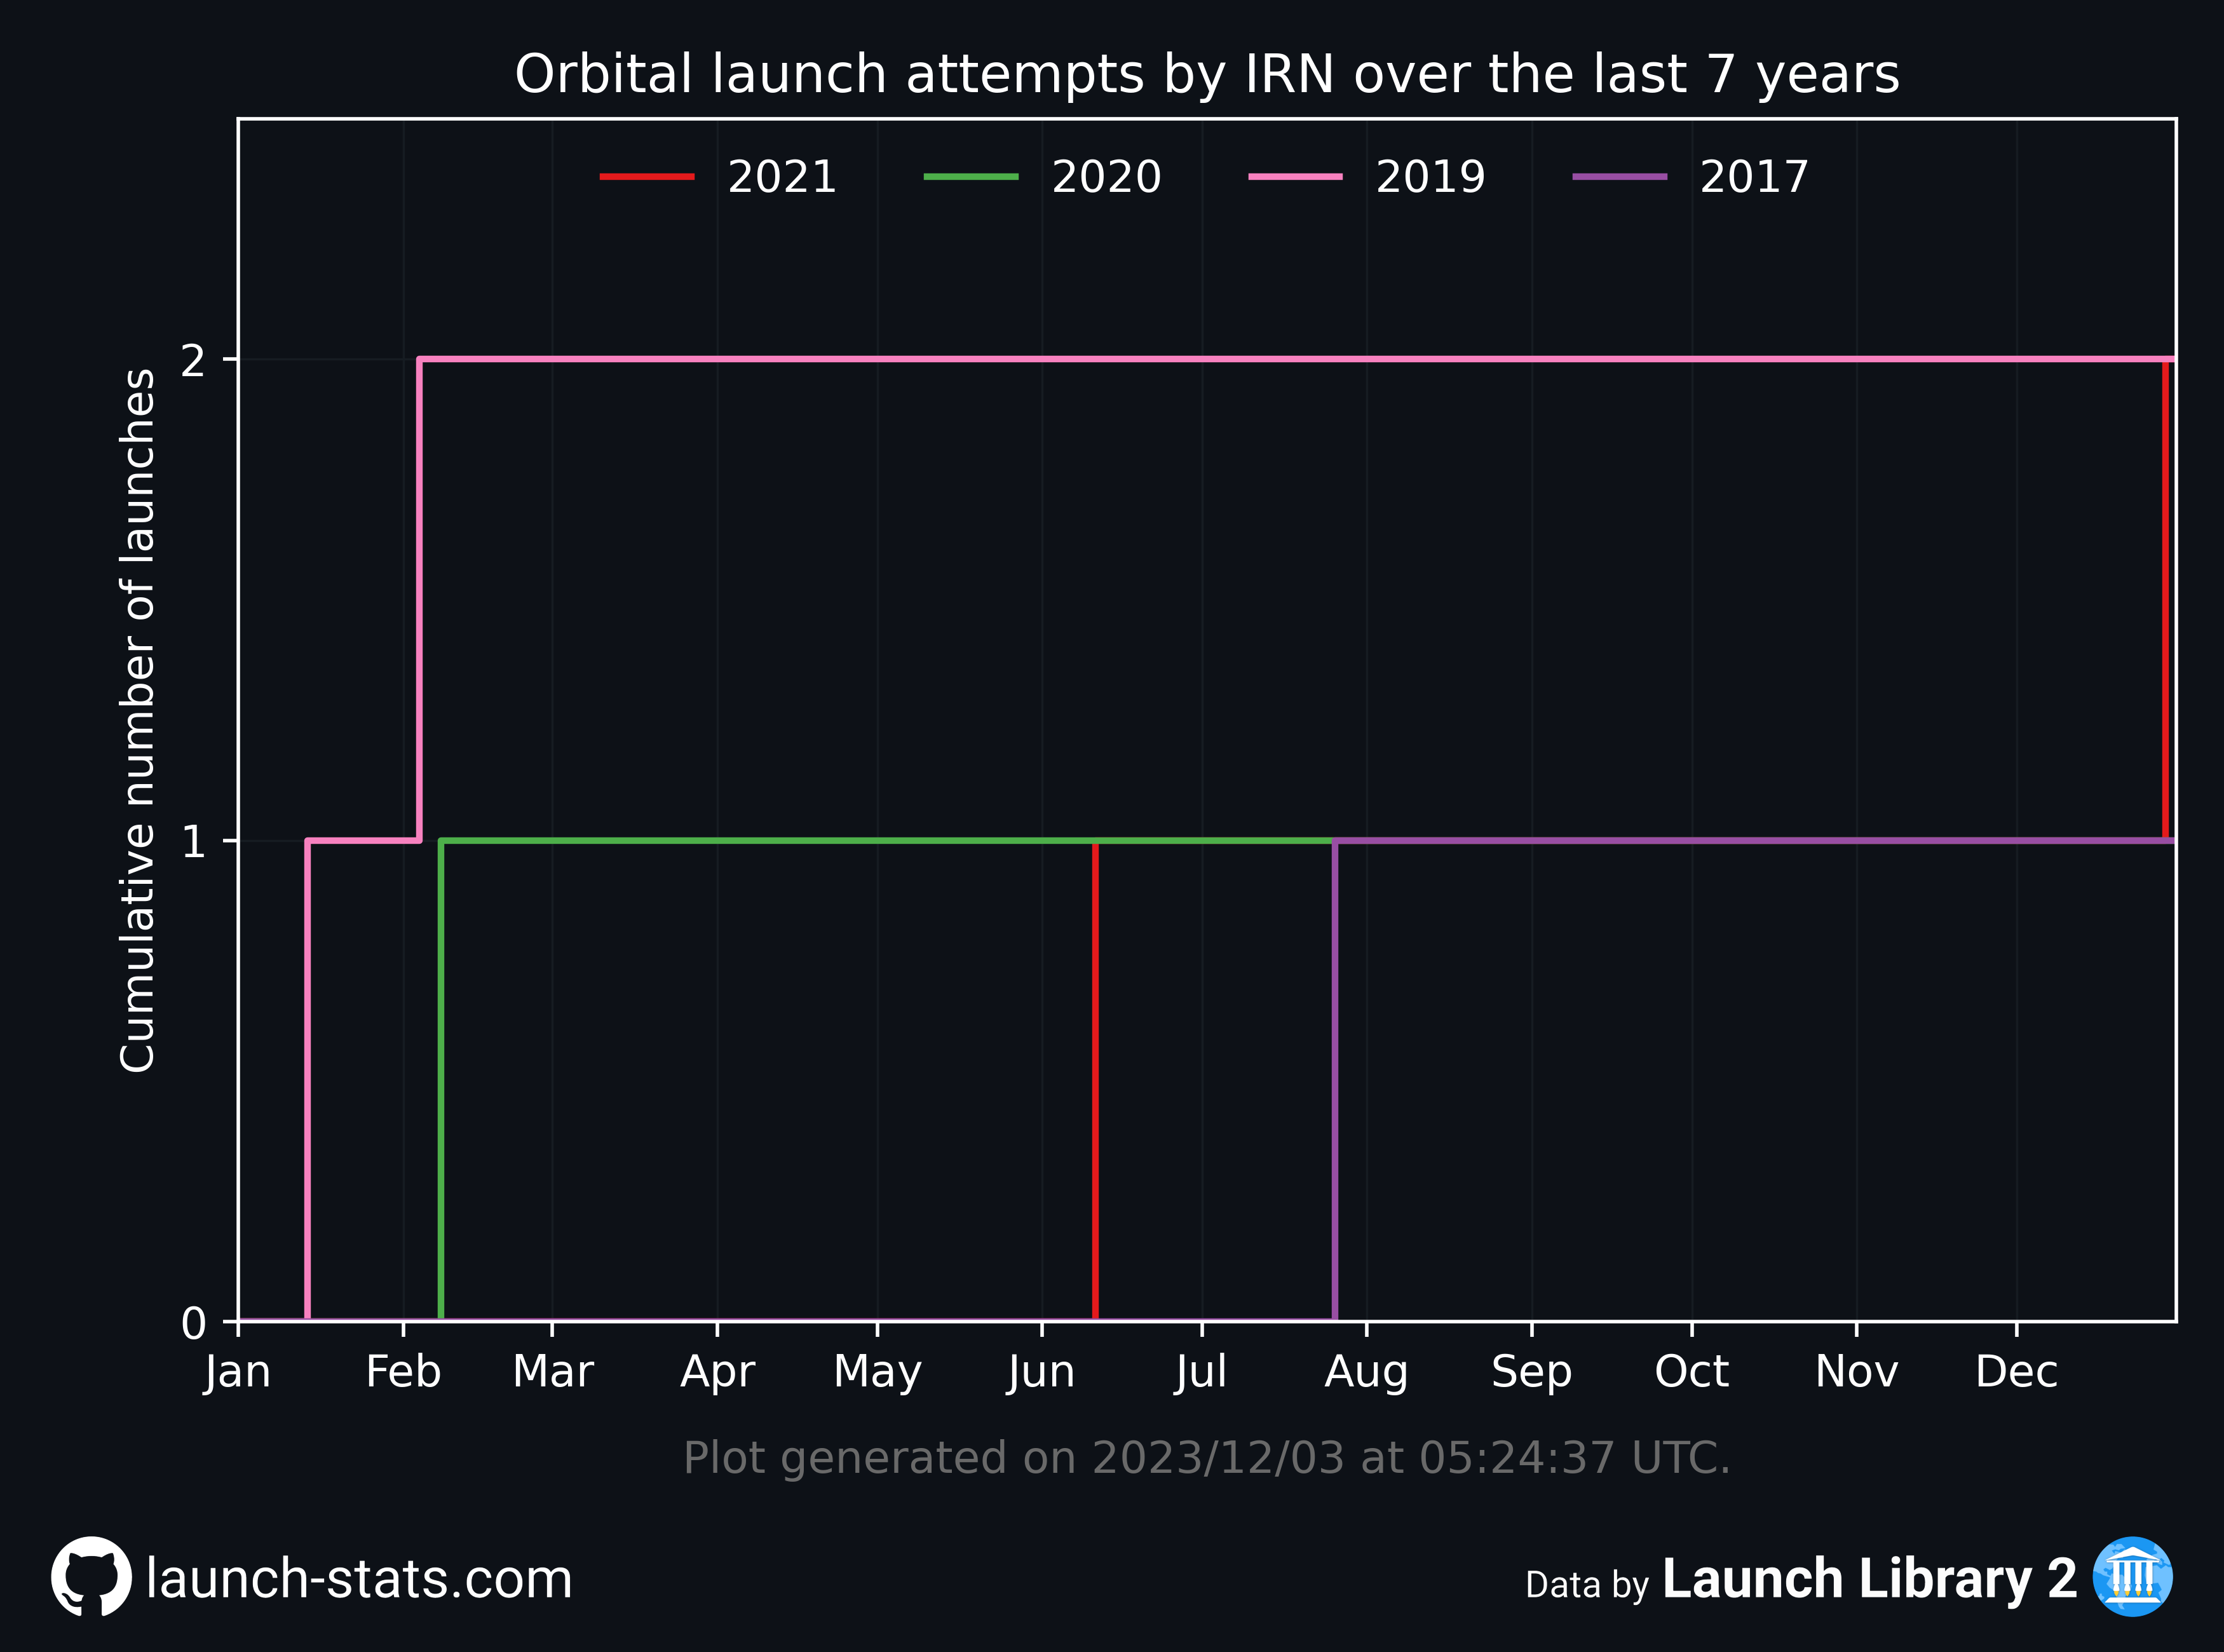 Orbital launch attempts by IRN over the last 7 years
2021 2020 2019 2017
Cumulative number of launches
2
1
0
Jan Feb Mar Apr May Jun Jul Aug Sep Oct Nov Dec
Plot generated on 2023/12/03 at 05:24:37 UTC.
launch-stats.com
Data by Launch Library 2